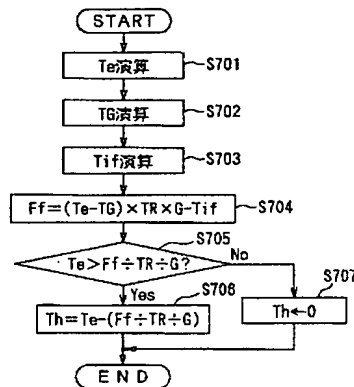 START
Te演算
S701
TG演算
S702
Tif演算
S703
Ff=(Te-TG)×TR×G-Tif
S704
S705
Te>Ff÷TR÷G?
No
Yes
S706
S707
Th=Te-(Ff÷TR÷G)
Th←0
END